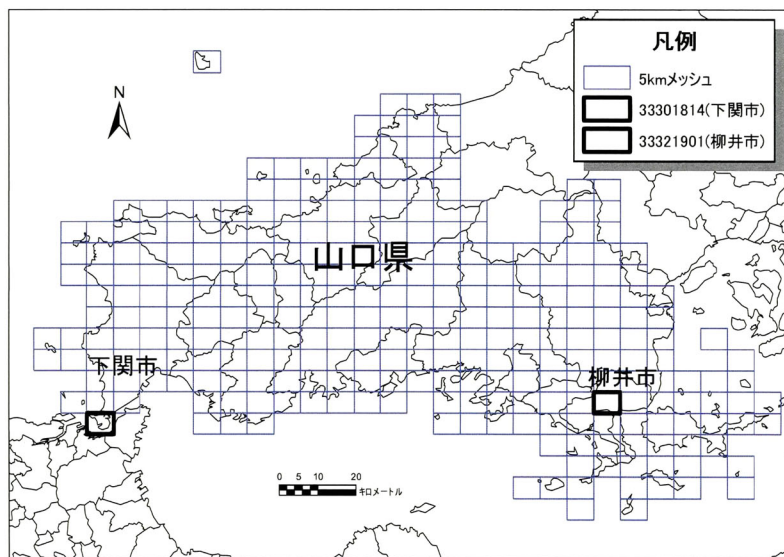 凡例
5kmメッシュ
33301814(下関市)
33321901(柳井市)
N
山口県
下関市
柳井市
0 5 10 20
キロメートル